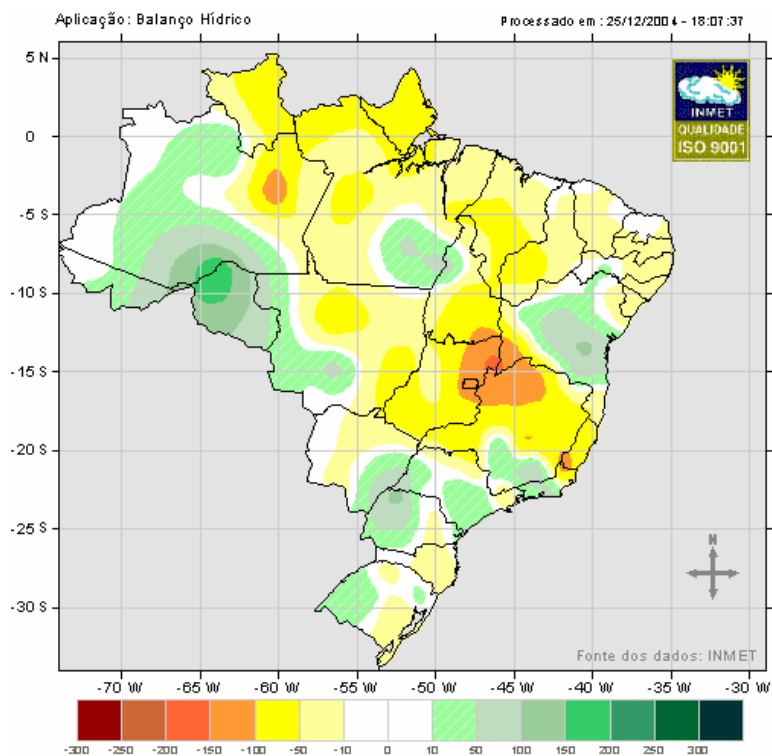 Aplicação: Balanço Hídrico
Processado em : 25/12/2004 - 18:07:37
5 N
0
-5 S
-10 S
-15 S
-20 S
-25 S
-30 S
INMET
QUALIDADE
ISO 9001
N
Fonte dos dados: INMET
-70 W -65 W -60 W -55 W -50 W -45 W -40 W -35 W -30 W
-300 -250 -200 -150 -100 -50 -10 0 10 50 100 150 200 250 300